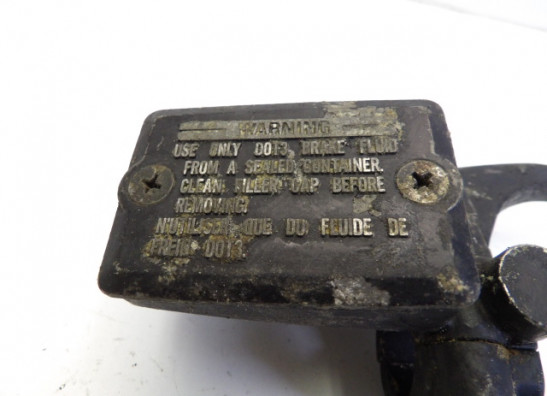 WARNING
USE ONLY DOT3 BRAKE FLUID
FROM A SEALED CONTAINER.
CLEAN FILLER CAP BEFORE
REMOVING.
N'UTILISER QUE DU FLUIDE DE
FREIN DOT3.